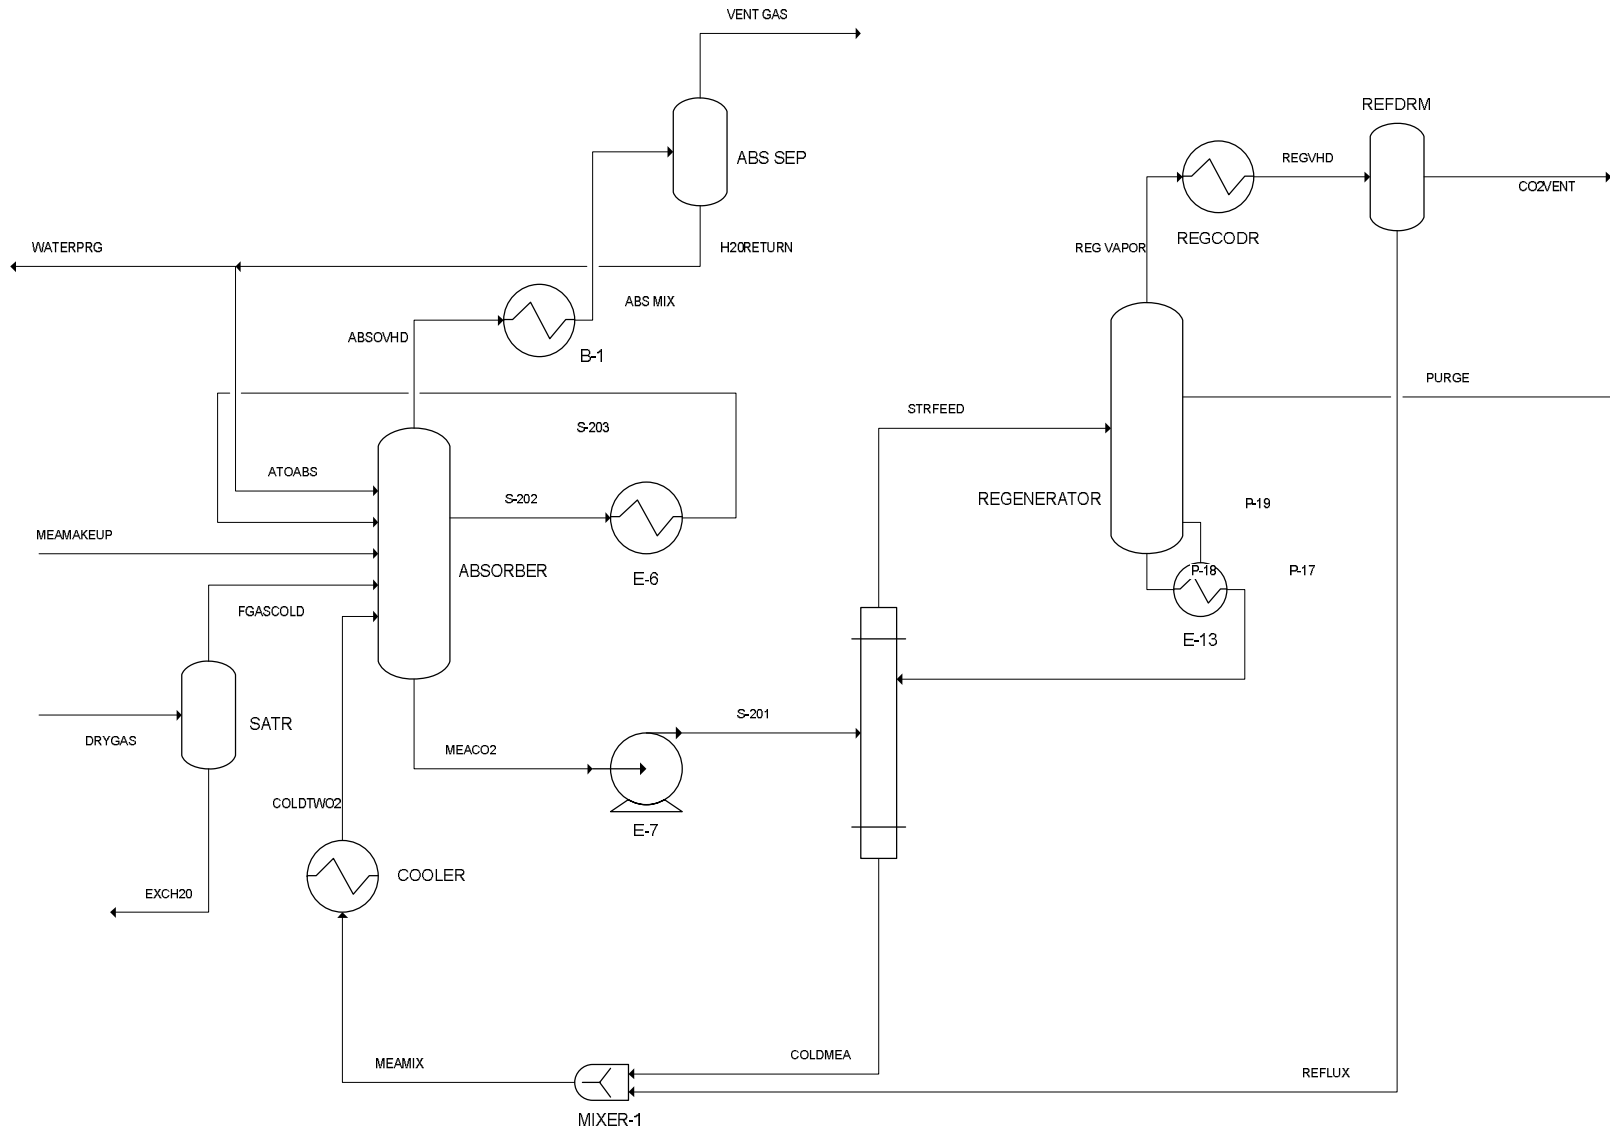 VENT GAS
REFDRM
ABS SEP
REGVHD
CO2VENT
WATERPRG
H20RETURN
REG VAPOR
REGCODR
ABS MIX
ABSOVHD
B-1
PURGE
STRFEED
S-203
ATOABS
S-202
REGENERATOR
P-19
MEAMAKEUP
ABSORBER
E-6
P-18
P-17
FGASCOLD
E-13
SATR
S-201
DRYGAS
MEACO2
COLDTWO2
E-7
COOLER
EXCH20
MEAMIX
COLDMEA
REFLUX
MIXER-1